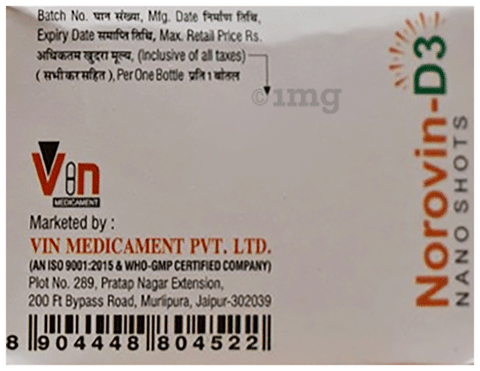 Batch No. घान संख्या, Mfg. Date निर्माण तिथि,
Expiry Date समाप्ति तिथि, Max. Retail Price Rs.
अधिकतम खुदरा मूल्य, (Inclusive of all taxes)
(सभी कर सहित), Per One Bottle प्रति 1 बोतल
©1mg
Vin
MEDICAMENT
Marketed by :
VIN MEDICAMENT PVT. LTD.
(AN ISO 9001:2015 & WHO-GMP CERTIFIED COMPANY)
Plot No. 289, Pratap Nagar Extension,
200 Ft Bypass Road, Murlipura, Jaipur-302039
8 904448 804522
Norovin-D3
NANO SHOTS